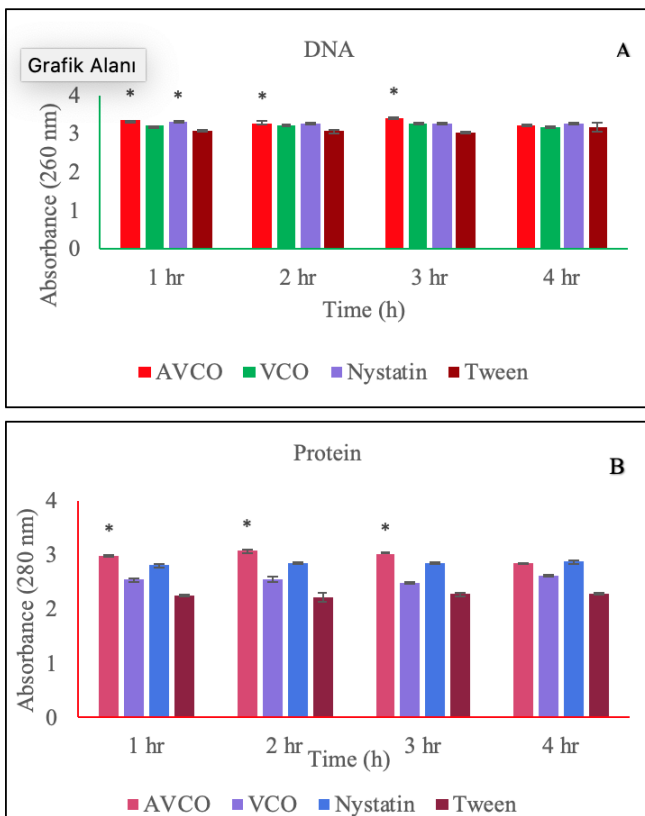 DNA
A
Grafik Alanı
* * * *
4
3
2
1
0
Absorbance (260 nm)
1 hr 2 hr 3 hr 4 hr
Time (h)
AVCO VCO Nystatin Tween
Protein
B
* * *
4
3
2
1
0
Absorbance (280 nm)
1 hr 2 hr 3 hr 4 hr
Time (h)
AVCO VCO Nystatin Tween